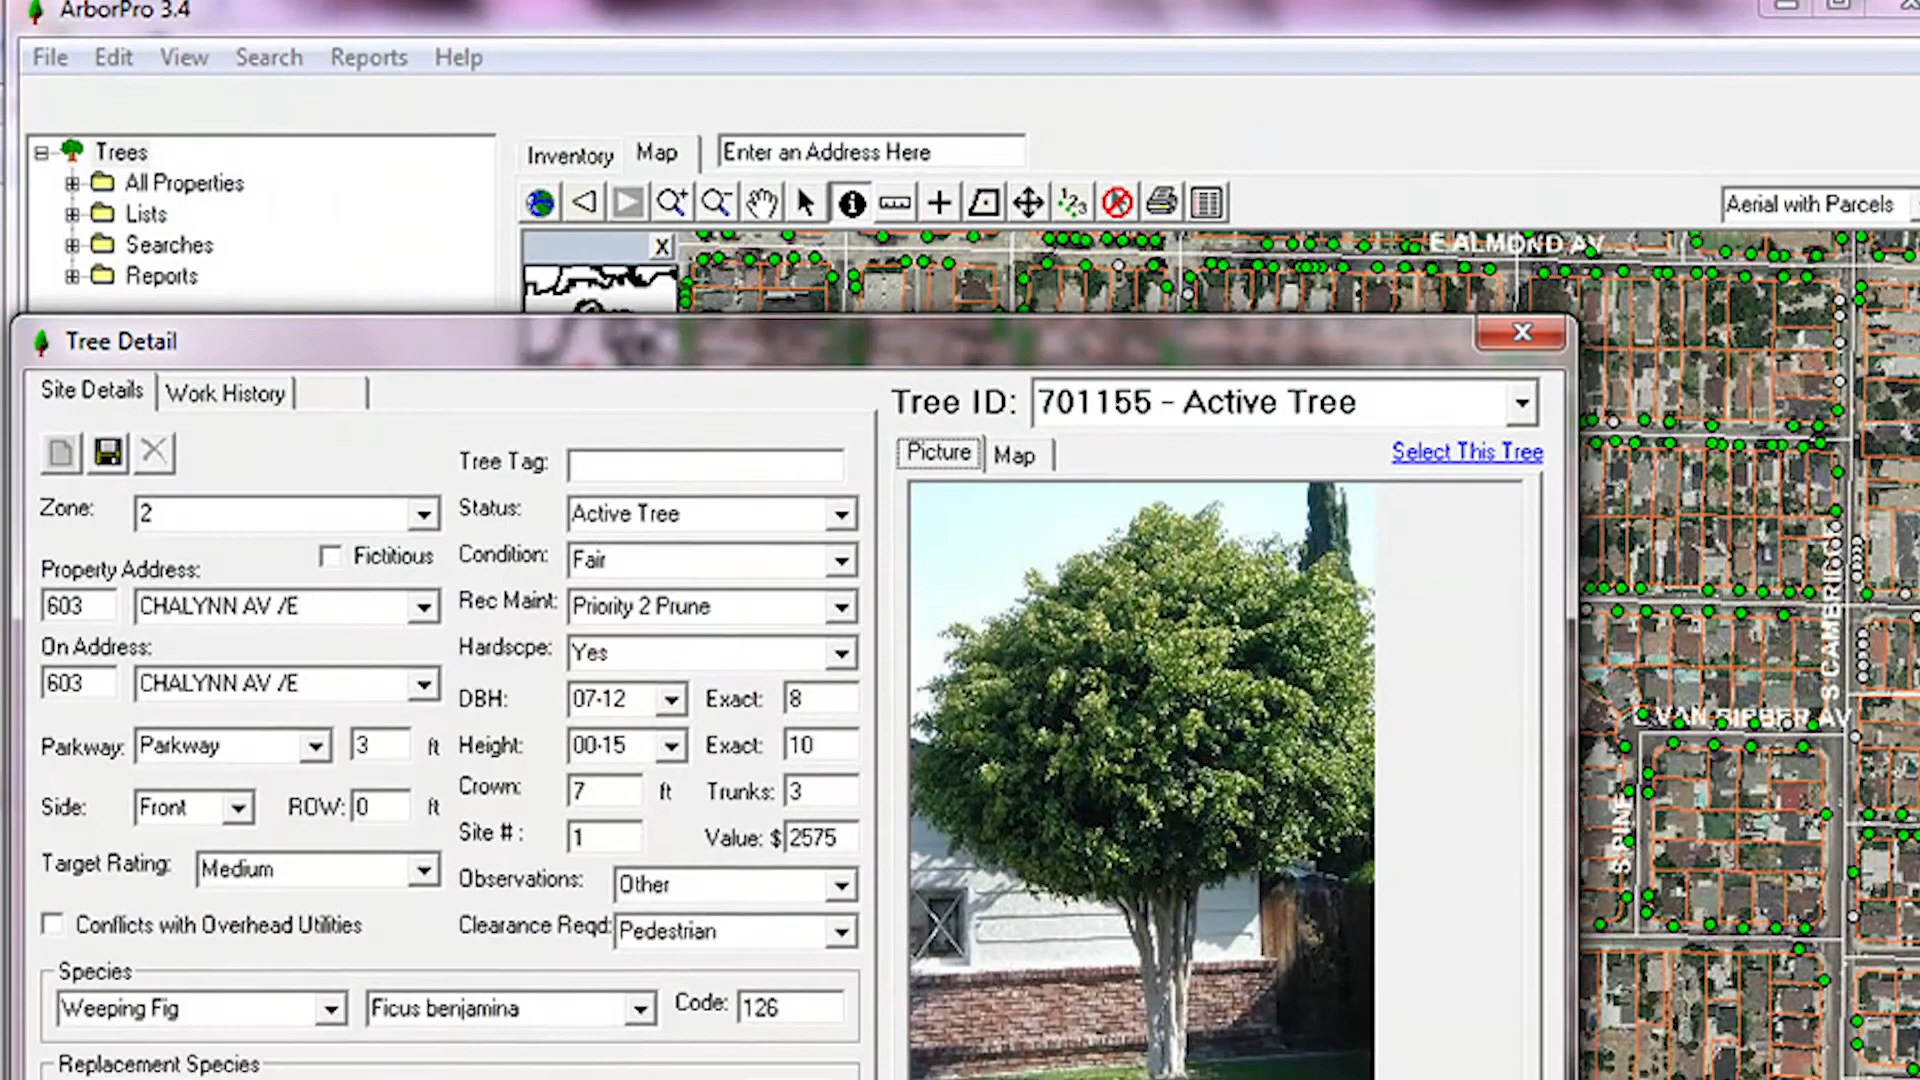 ArborPro 3.4
File Edit View Search Reports Help
Trees
All Properties
Lists
Searches
Reports
Inventory Map Enter an Address Here
Aerial with Parcels
E ALMOND AV
Tree Detail
Site Details Work History
Tree ID: 701155 - Active Tree
Picture Map Select This Tree
Tree Tag:
Zone: 2
Status: Active Tree
Fictitious
Condition: Fair
Property Address:
603 CHALYNN AV /E
Rec Maint: Priority 2 Prune
On Address:
603 CHALYNN AV /E
Hardscpe: Yes
DBH: 07-12 Exact: 8
Parkway: Parkway 3 ft
Height: 00-15 Exact: 10
Crown: 7 ft Trunks: 3
Side: Front ROW: 0 ft
Site #: 1 Value: $ 2575
Target Rating: Medium
Observations: Other
Conflicts with Overhead Utilities
Clearance Reqd: Pedestrian
Species
Weeping Fig Ficus benjamina Code: 126
Replacement Species
E VAN BIBBER AV
S PINE